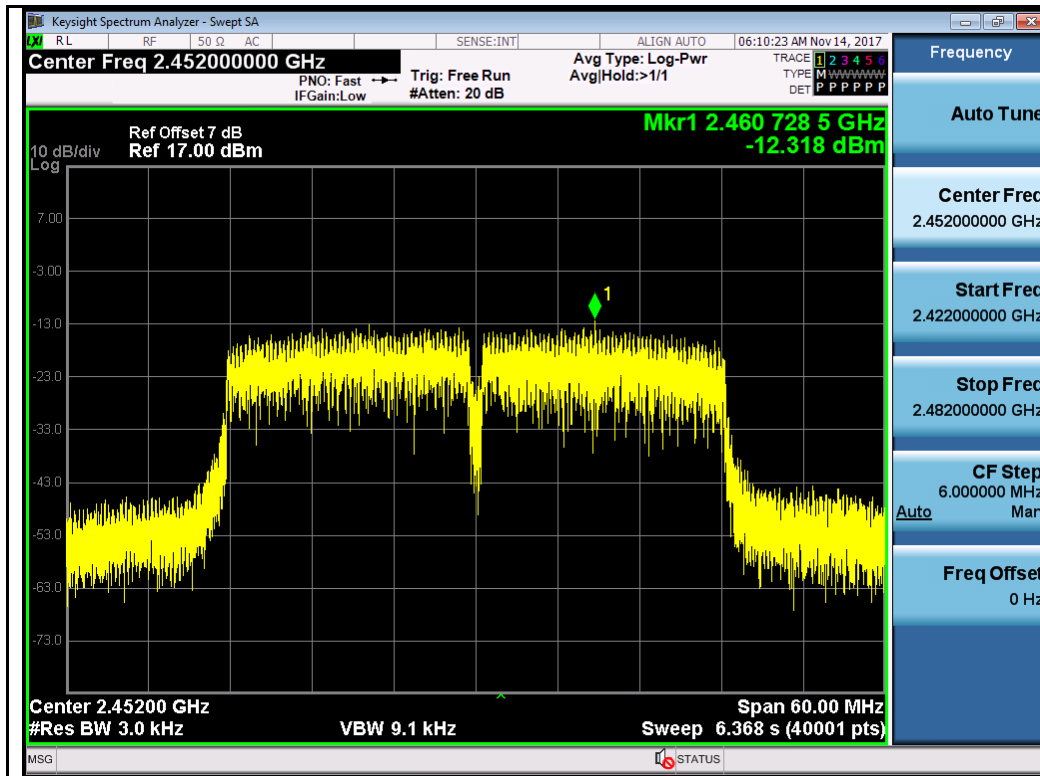 Keysight Spectrum Analyzer - Swept SA
LXI RL RF 50 Ω AC SENSE:INT ALIGN AUTO 06:10:23 AM Nov 14, 2017
Center Freq 2.452000000 GHz
PNO: Fast
IFGain:Low
Trig: Free Run
#Atten: 20 dB
Avg Type: Log-Pwr
Avg|Hold:>1/1
TRACE 1 2 3 4 5 6
TYPE M WWWWW
DET P P P P P P
Ref Offset 7 dB
10 dB/div Ref 17.00 dBm
Log
Mkr1 2.460 728 5 GHz
-12.318 dBm
7.00
-3.00
1
-13.0
-23.0
-33.0
-43.0
-53.0
-63.0
-73.0
Center 2.45200 GHz Span 60.00 MHz
#Res BW 3.0 kHz VBW 9.1 kHz Sweep 6.368 s (40001 pts)
MSG STATUS
Frequency
Auto Tune
Center Freq
2.452000000 GHz
Start Freq
2.422000000 GHz
Stop Freq
2.482000000 GHz
CF Step
6.000000 MHz
Auto Man
Freq Offset
0 Hz